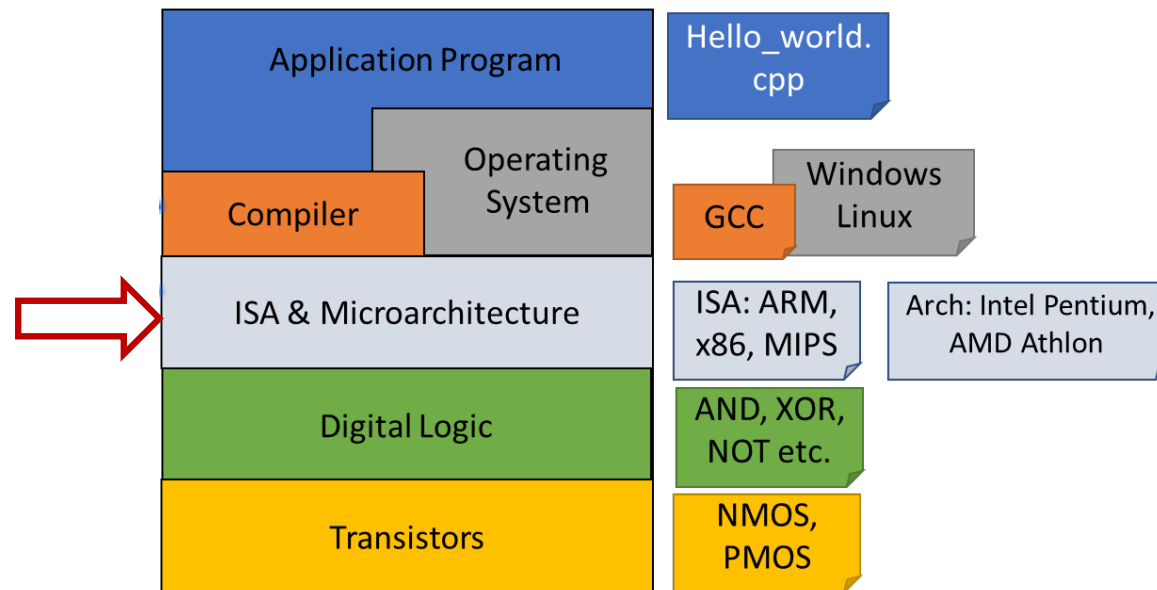 Application Program
Hello_world.
cpp
Operating
System
Windows
Linux
Compiler
GCC
ISA & Microarchitecture
ISA: ARM,
x86, MIPS
Arch: Intel Pentium,
AMD Athlon
Digital Logic
AND, XOR,
NOT etc.
Transistors
NMOS,
PMOS